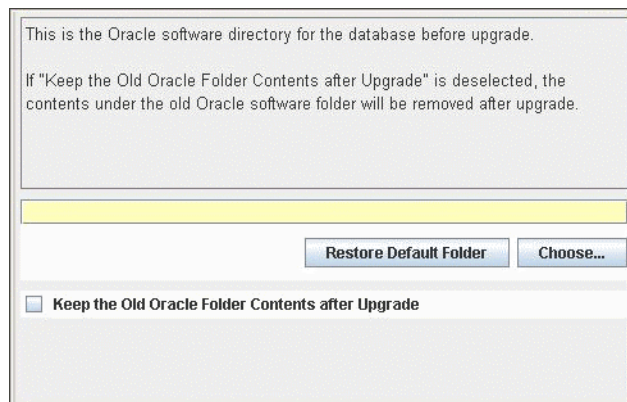 This is the Oracle software directory for the database before upgrade.
If "Keep the Old Oracle Folder Contents after Upgrade" is deselected, the
contents under the old Oracle software folder will be removed after upgrade.
Restore Default Folder
Choose...
Keep the Old Oracle Folder Contents after Upgrade